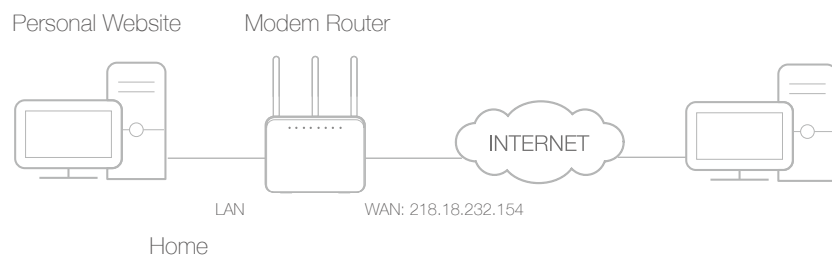 Personal Website
Modem Router
INTERNET
LAN
WAN: 218.18.232.154
Home